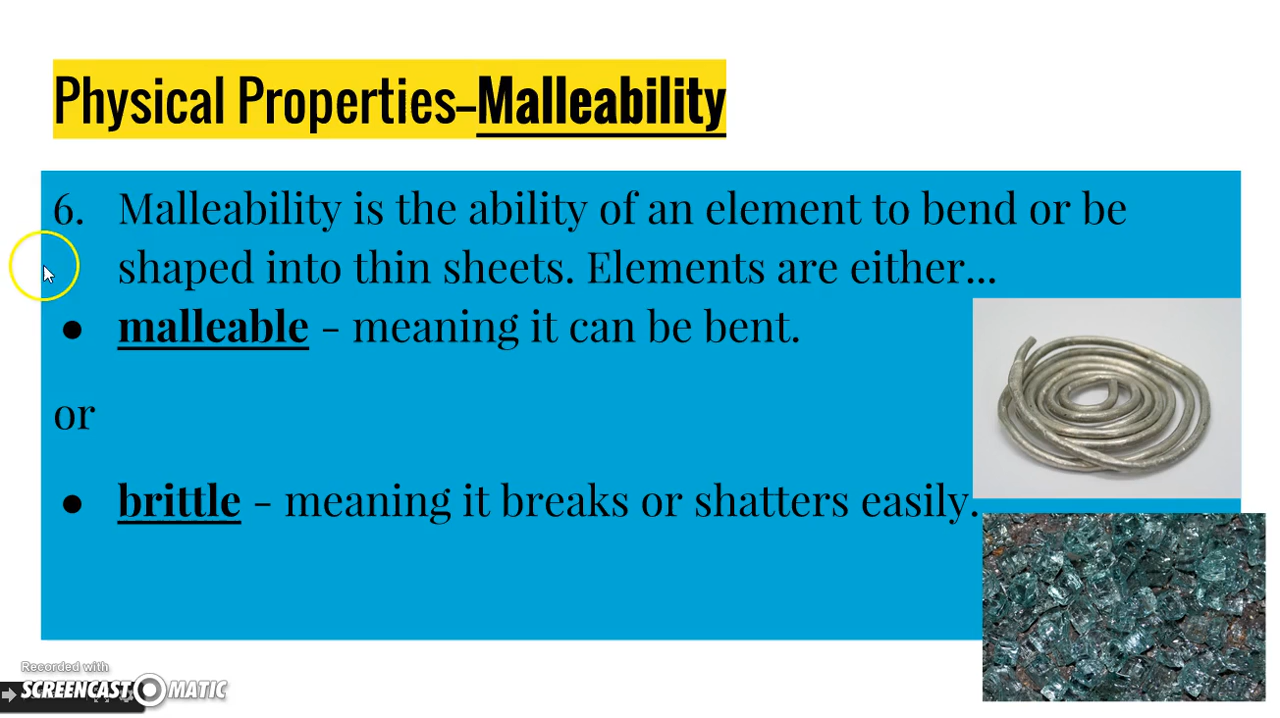 Physical Properties–Malleability
6. Malleability is the ability of an element to bend or be
shaped into thin sheets. Elements are either...
● malleable - meaning it can be bent.
or
● brittle - meaning it breaks or shatters easily.
Recorded with
SCREENCAST MATIC